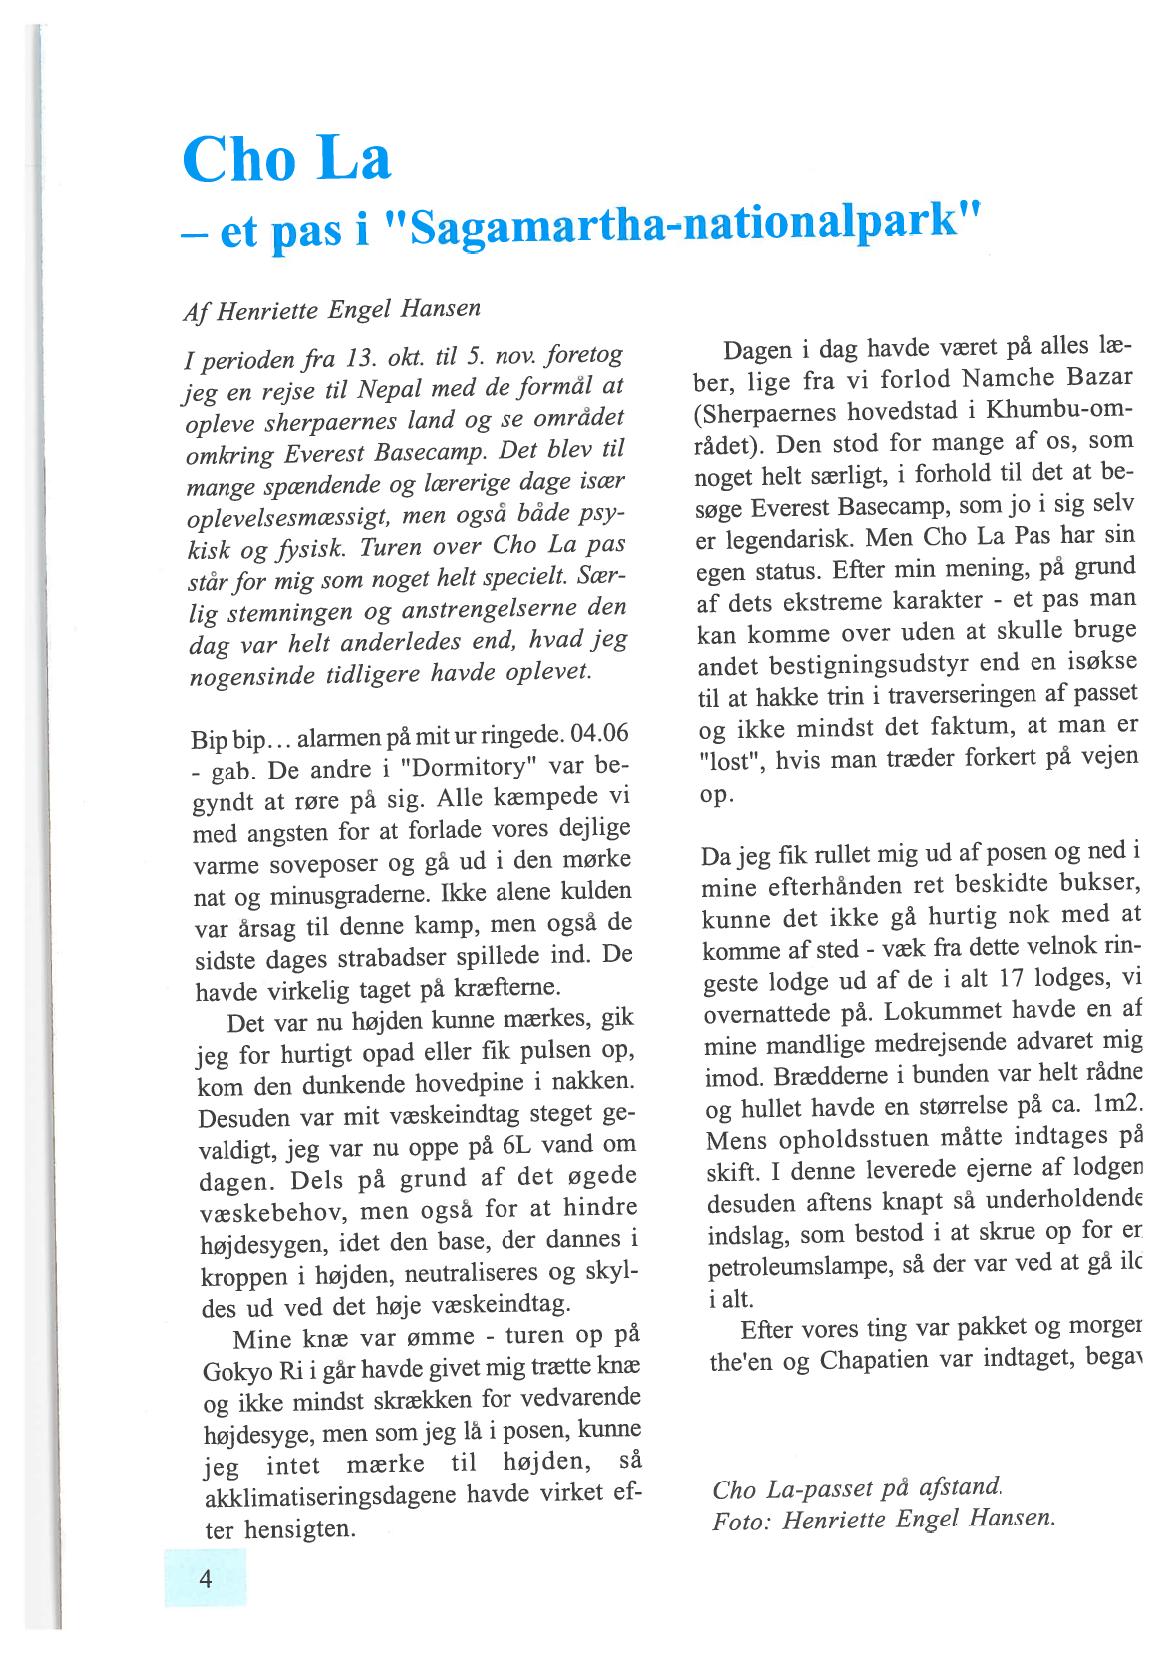 Cho La
– et pas i "Sagamartha-nationalpark"
Af Henriette Engel Hansen
I perioden fra 13. okt. til 5. nov. foretog
jeg en rejse til Nepal med de formål at
opleve sherpaernes land og se området
omkring Everest Basecamp. Det blev til
mange spændende og lærerige dage især
oplevelsesmæssigt, men også både psy-
kisk og fysisk. Turen over Cho La pas
står for mig som noget helt specielt. Sær-
lig stemningen og anstrengelserne den
dag var helt anderledes end, hvad jeg
nogensinde tidligere havde oplevet.
Bip bip... alarmen på mit ur ringede. 04.06
- gab. De andre i "Dormitory" var be-
gyndt at røre på sig. Alle kæmpede vi
med angsten for at forlade vores dejlige
varme soveposer og gå ud i den mørke
nat og minusgraderne. Ikke alene kulden
var årsag til denne kamp, men også de
sidste dages strabadser spillede ind. De
havde virkelig taget på kræfterne.
Det var nu højden kunne mærkes, gik
jeg for hurtigt opad eller fik pulsen op,
kom den dunkende hovedpine i nakken.
Desuden var mit væskeindtag steget ge-
valdigt, jeg var nu oppe på 6L vand om
dagen. Dels på grund af det øgede
væskebehov, men også for at hindre
højdesygen, idet den base, der dannes i
kroppen i højden, neutraliseres og skyl-
des ud ved det høje væskeindtag.
Mine knæ var ømme - turen op på
Gokyo Ri i går havde givet mig trætte knæ
og ikke mindst skrækken for vedvarende
højdesyge, men som jeg lå i posen, kunne
jeg intet mærke til højden, så
akklimatiseringsdagene havde virket ef-
ter hensigten.
4
Dagen i dag havde været på alles læ-
ber, lige fra vi forlod Namche Bazar
(Sherpaernes hovedstad i Khumbu-om-
rådet). Den stod for mange af os, som
noget helt særligt, i forhold til det at be-
søge Everest Basecamp, som jo i sig selv
er legendarisk. Men Cho La Pas har sin
egen status. Efter min mening, på grund
af dets ekstreme karakter - et pas man
kan komme over uden at skulle bruge
andet bestigningsudstyr end en isøkse
til at hakke trin i traverseringen af passet
og ikke mindst det faktum, at man er
"lost", hvis man træder forkert på vejen
op.
Da jeg fik rullet mig ud af posen og ned i
mine efterhånden ret beskidte bukser,
kunne det ikke gå hurtig nok med at
komme af sted - væk fra dette velnok rin-
geste lodge ud af de i alt 17 lodges, vi
overnattede på. Lokummet havde en af
mine mandlige medrejsende advaret mig
imod. Brædderne i bunden var helt rådne
og hullet havde en størrelse på ca. 1m2.
Mens opholdsstuen måtte indtages på
skift. I denne leverede ejerne af lodgen
desuden aftens knapt så underholdende
indslag, som bestod i at skrue op for
petroleumslampe, så der var ved at gå
i alt.
Efter vores ting var pakket og
the'en og Chapatien var indtaget,
Cho La-passet på afstand.
Foto: Henriette Engel Hansen.